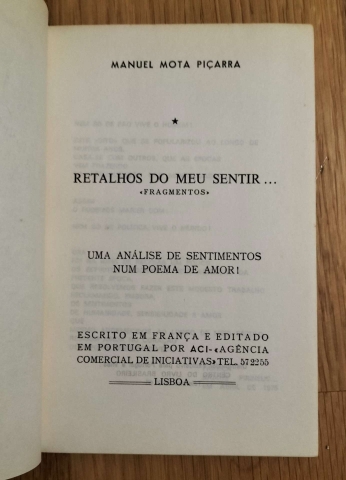 MANUEL MOTA PIÇARRA
★
RETALHOS DO MEU SENTIR...
«FRAGMENTOS»
UMA ANÁLISE DE SENTIMENTOS
NUM POEMA DE AMOR!
ESCRITO EM FRANÇA E EDITADO
EM PORTUGAL POR ACI-«AGÊNCIA
COMERCIAL DE INICIATIVAS» TEL. 572255
LISBOA